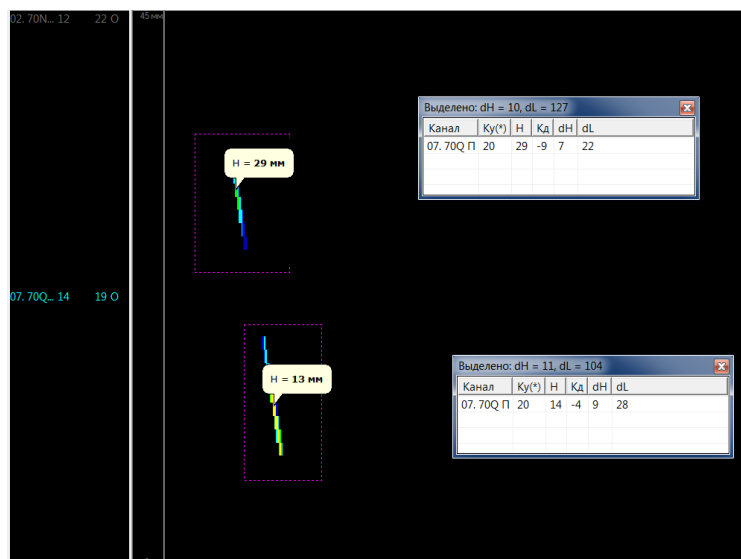 02. 70N... 12 22 О
45 мм
Выделено: dH = 10, dL = 127
Канал Ку(*) H Кд dH dL
07. 70Q П 20 29 -9 7 22
H = 29 мм
07. 70Q... 14 19 О
Выделено: dH = 11, dL = 104
Канал Ку(*) H Кд dH dL
07. 70Q П 20 14 -4 9 28
H = 13 мм